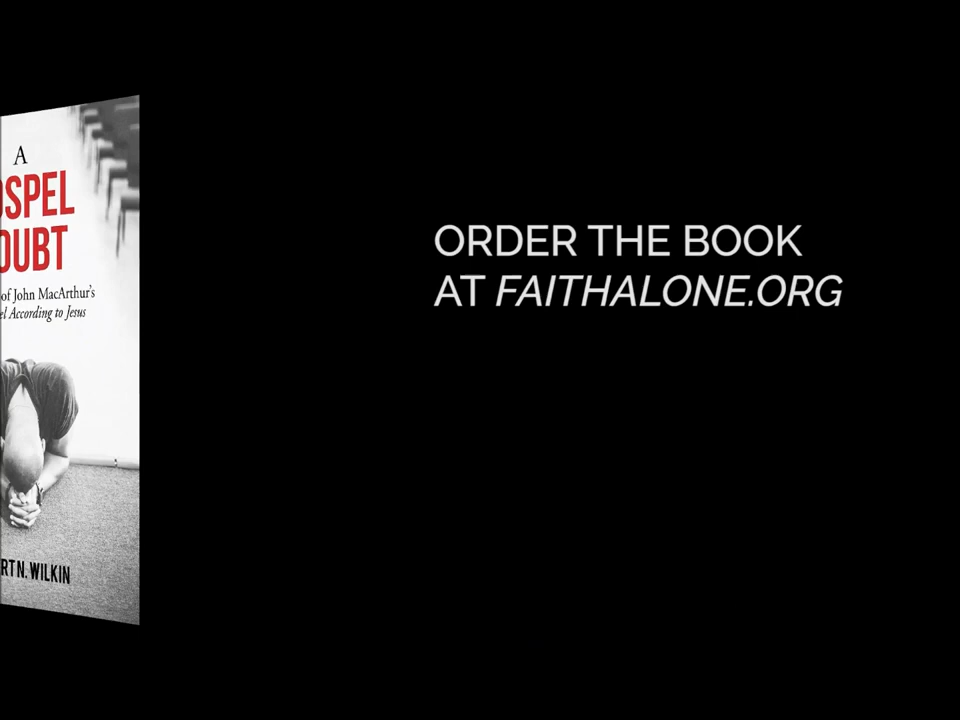 A
OSPEL
OUBT
of John MacArthur's
el According to Jesus
RT N. WILKIN
ORDER THE BOOK
AT FAITHALONE.ORG